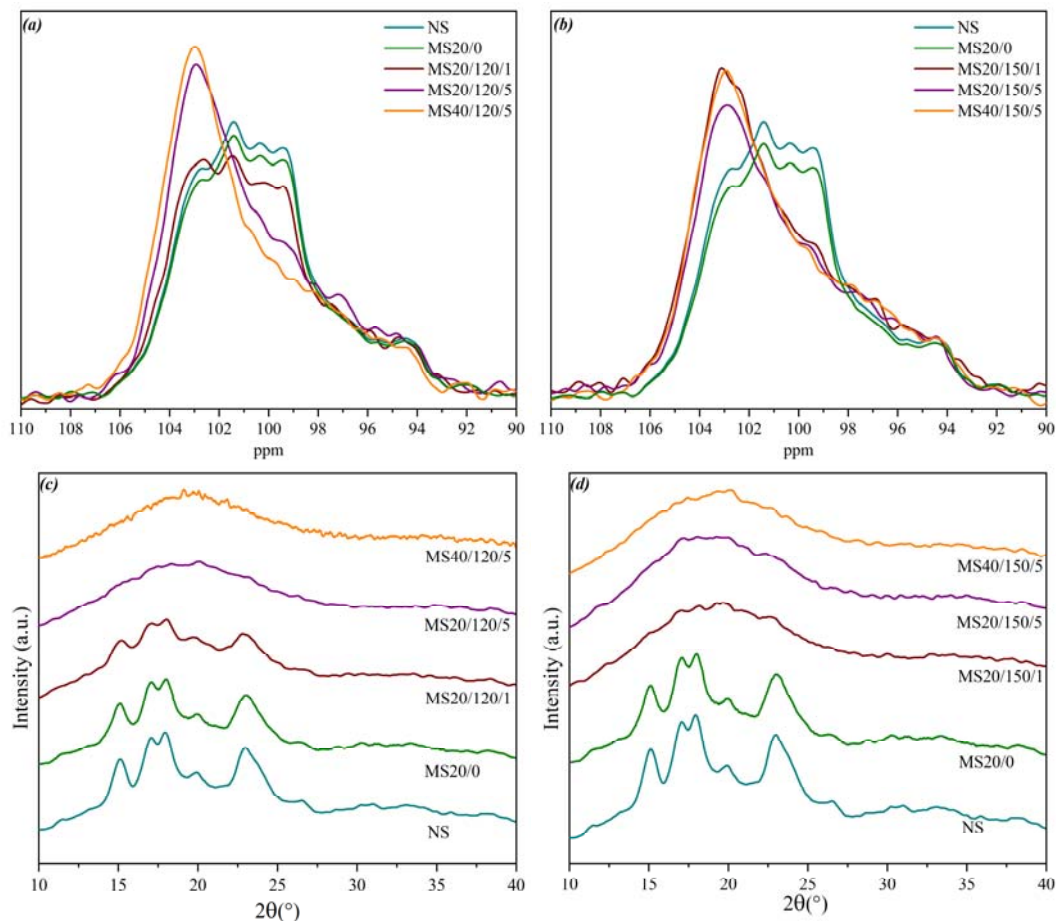 (a)
NS
MS20/0
MS20/120/1
MS20/120/5
MS40/120/5
110 108 106 104 102 100 98 96 94 92 90
ppm
(b)
NS
MS20/0
MS20/150/1
MS20/150/5
MS40/150/5
110 108 106 104 102 100 98 96 94 92 90
ppm
(c)
Intensity (a.u.)
MS40/120/5
MS20/120/5
MS20/120/1
MS20/0
NS
10 15 20 25 30 35 40
2θ(°)
(d)
Intensity (a.u.)
MS40/150/5
MS20/150/5
MS20/150/1
MS20/0
NS
10 15 20 25 30 35 40
2θ(°)